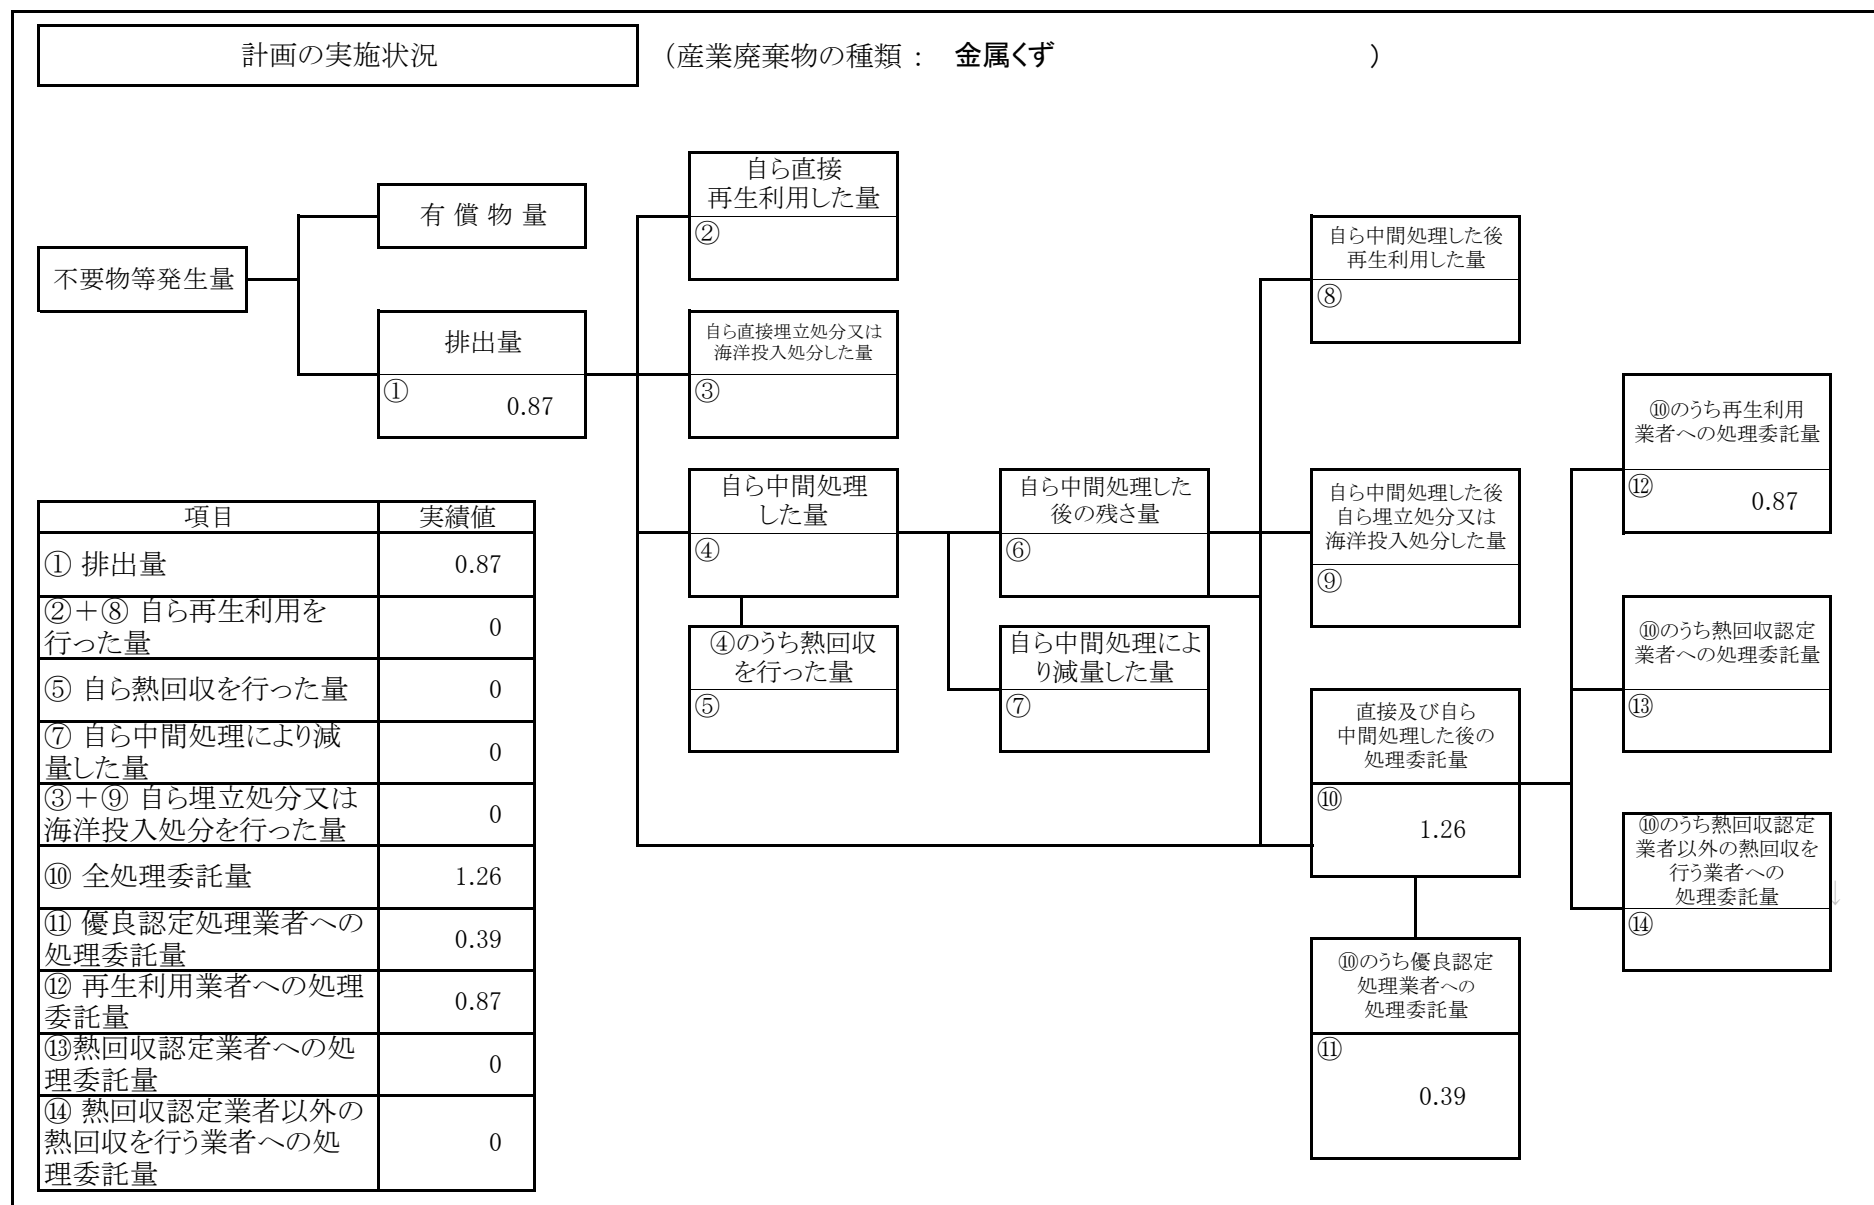 計画の実施状況
（産業廃棄物の種類： 金属くず ）
不要物等発生量
有 償 物 量
排出量
①
0.87
自ら直接
再生利用した量
②
自ら直接埋立処分又は
海洋投入処分した量
③
自ら中間処理
した量
④
④のうち熱回収
を行った量
⑤
自ら中間処理した
後の残さ量
⑥
自ら中間処理によ
り減量した量
⑦
自ら中間処理した後
再生利用した量
⑧
自ら中間処理した後
自ら埋立処分又は
海洋投入処分した量
⑨
直接及び自ら
中間処理した後の
処理委託量
⑩
1.26
⑩のうち優良認定
処理業者への
処理委託量
⑪
0.39
⑩のうち再生利用
業者への処理委託量
⑫
0.87
⑩のうち熱回収認定
業者への処理委託量
⑬
⑩のうち熱回収認定
業者以外の熱回収を
行う業者への
処理委託量
↓
⑭
項目 実績値
① 排出量 0.87
②＋⑧ 自ら再生利用を
行った量 0
⑤ 自ら熱回収を行った量 0
⑦ 自ら中間処理により減
量した量 0
③＋⑨ 自ら埋立処分又は
海洋投入処分を行った量 0
⑩ 全処理委託量 1.26
⑪ 優良認定処理業者への
処理委託量 0.39
⑫ 再生利用業者への処理
委託量 0.87
⑬熱回収認定業者への処
理委託量 0
⑭ 熱回収認定業者以外の
熱回収を行う業者への処
理委託量 0